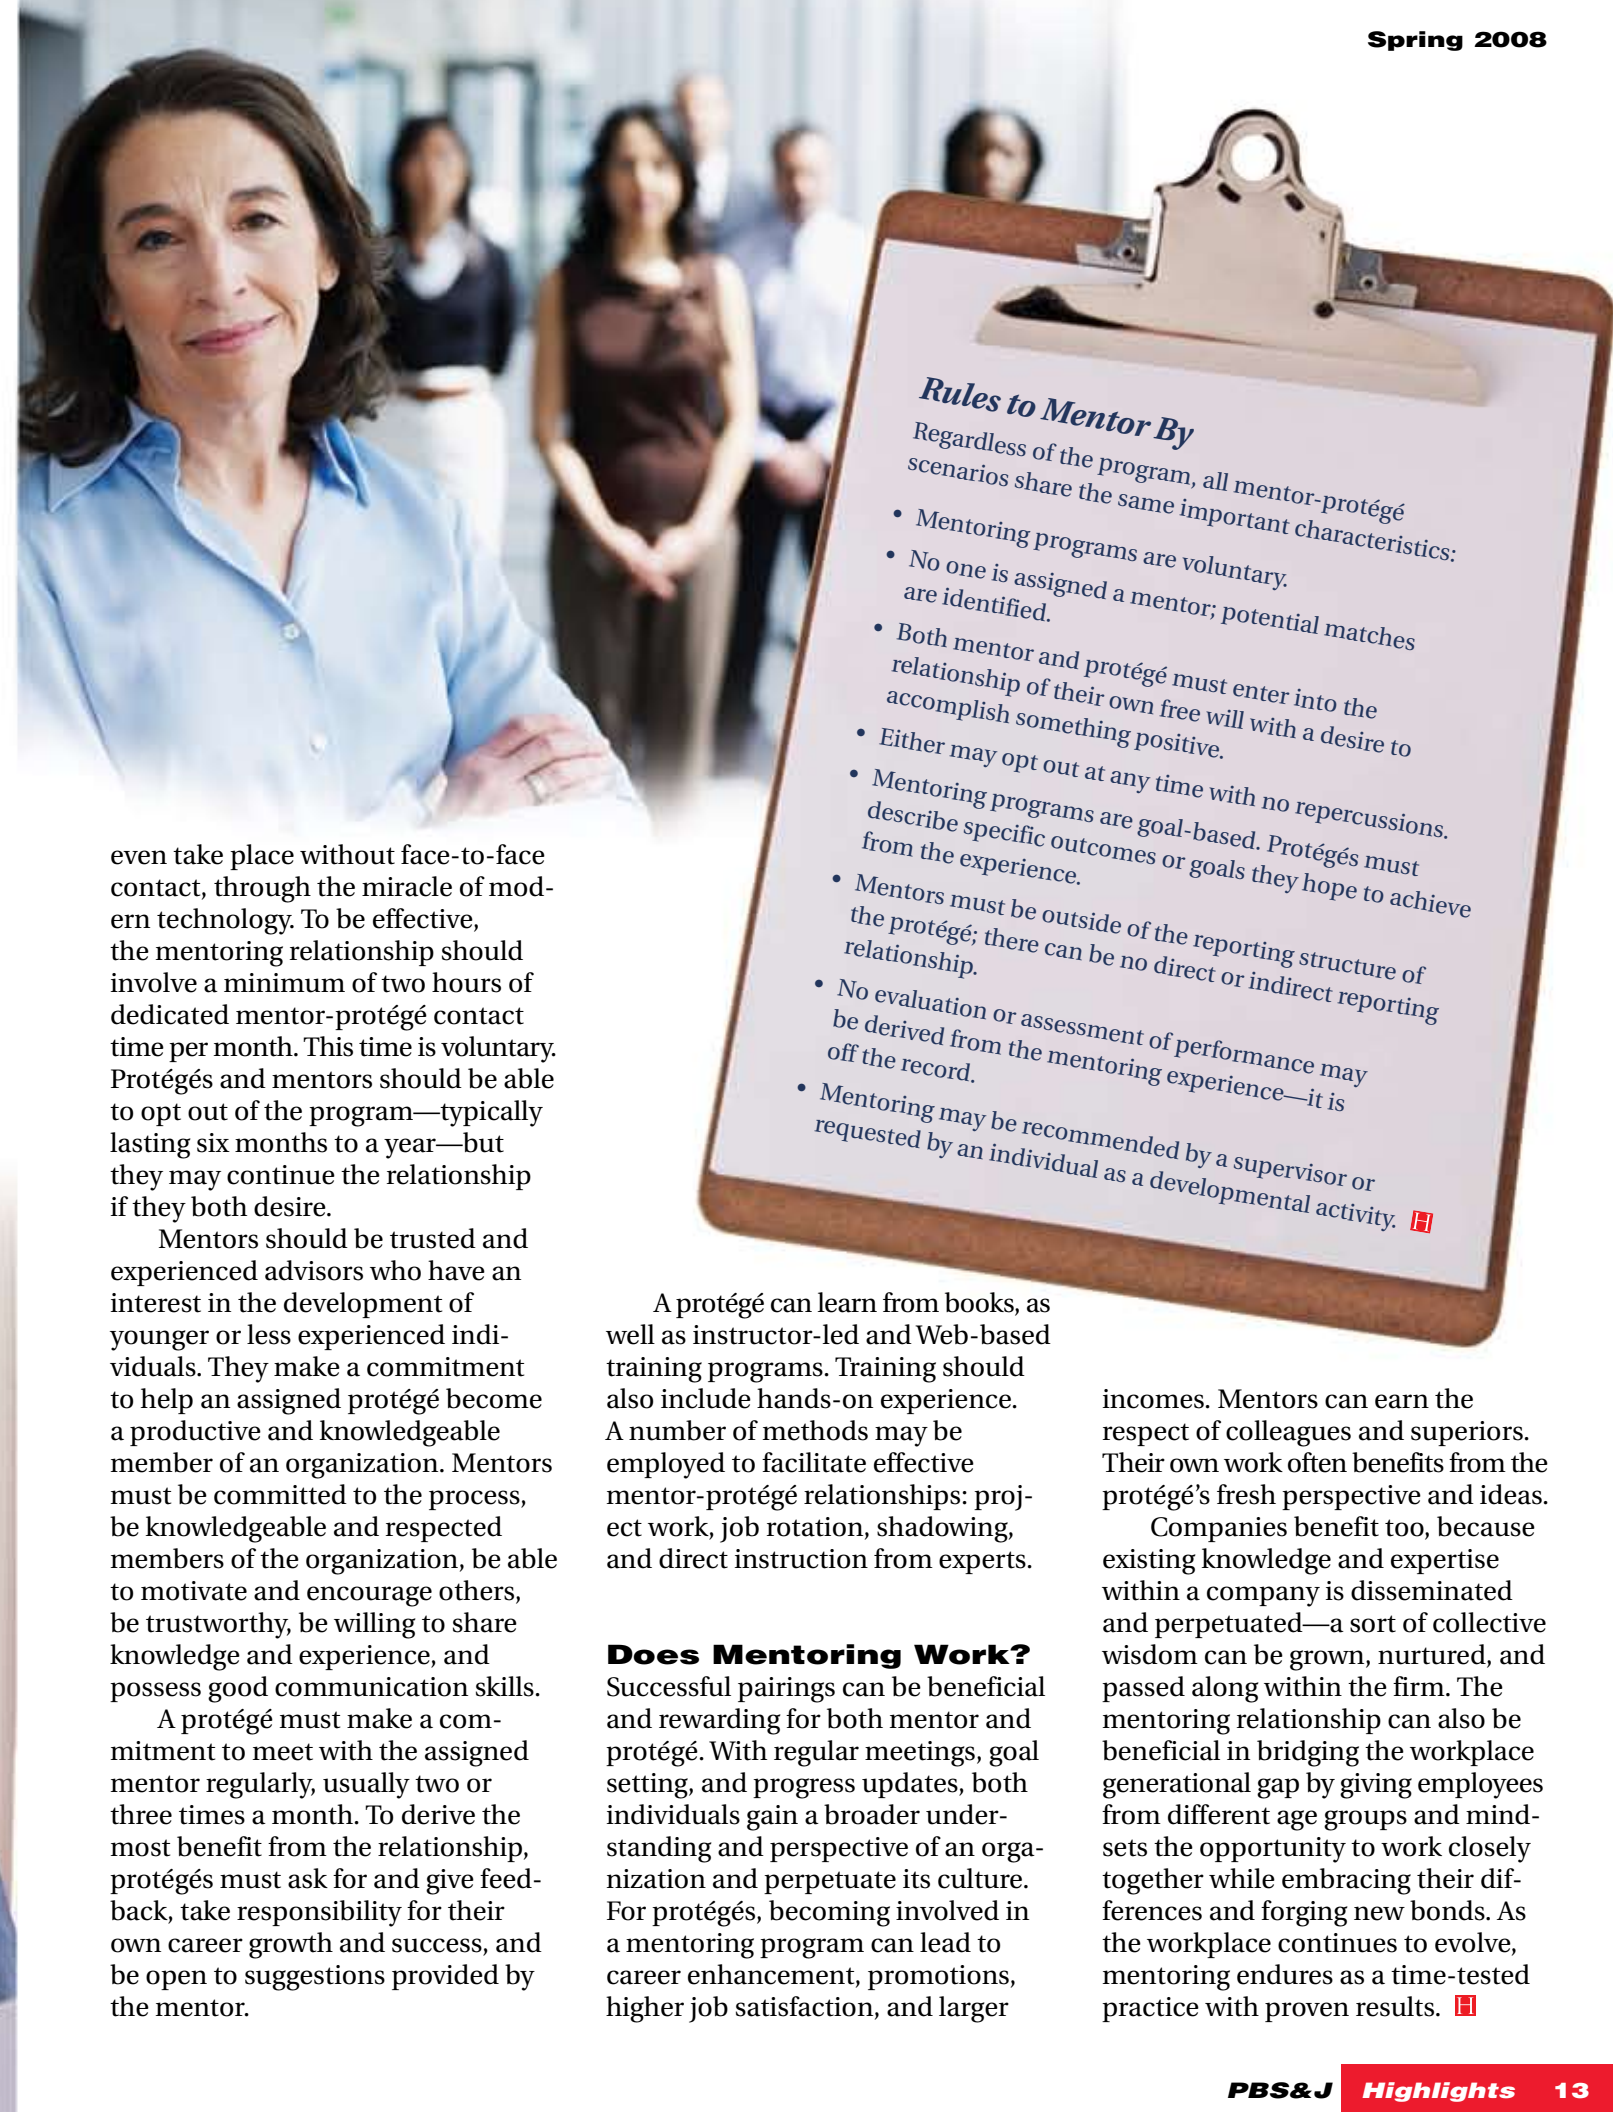 Spring 2008
Rules to Mentor By
Regardless of the program, all mentor-protégé
scenarios share the same important characteristics:
• Mentoring programs are voluntary.
• No one is assigned a mentor; potential matches
are identified.
• Both mentor and protégé must enter into the
relationship of their own free will with a desire to
accomplish something positive.
• Either may opt out at any time with no repercussions.
• Mentoring programs are goal-based. Protégés must
describe specific outcomes or goals they hope to achieve
from the experience.
• Mentors must be outside of the reporting structure of
the protégé; there can be no direct or indirect reporting
relationship.
• No evaluation or assessment of performance may
be derived from the mentoring experience—it is
off the record.
• Mentoring may be recommended by a supervisor or
requested by an individual as a developmental activity. H
even take place without face-to-face
contact, through the miracle of mod-
ern technology. To be effective,
the mentoring relationship should
involve a minimum of two hours of
dedicated mentor-protégé contact
time per month. This time is voluntary.
Protégés and mentors should be able
to opt out of the program—typically
lasting six months to a year—but
they may continue the relationship
if they both desire.
Mentors should be trusted and
experienced advisors who have an
interest in the development of
younger or less experienced indi-
viduals. They make a commitment
to help an assigned protégé become
a productive and knowledgeable
member of an organization. Mentors
must be committed to the process,
be knowledgeable and respected
members of the organization, be able
to motivate and encourage others,
be trustworthy, be willing to share
knowledge and experience, and
possess good communication skills.
A protégé must make a com-
mitment to meet with the assigned
mentor regularly, usually two or
three times a month. To derive the
most benefit from the relationship,
protégés must ask for and give feed-
back, take responsibility for their
own career growth and success, and
be open to suggestions provided by
the mentor.
A protégé can learn from books, as
well as instructor-led and Web-based
training programs. Training should
also include hands-on experience.
A number of methods may be
employed to facilitate effective
mentor-protégé relationships: proj-
ect work, job rotation, shadowing,
and direct instruction from experts.
Does Mentoring Work?
Successful pairings can be beneficial
and rewarding for both mentor and
protégé. With regular meetings, goal
setting, and progress updates, both
individuals gain a broader under-
standing and perspective of an orga-
nization and perpetuate its culture.
For protégés, becoming involved in
a mentoring program can lead to
career enhancement, promotions,
higher job satisfaction, and larger
incomes. Mentors can earn the
respect of colleagues and superiors.
Their own work often benefits from the
protégé's fresh perspective and ideas.
Companies benefit too, because
existing knowledge and expertise
within a company is disseminated
and perpetuated—a sort of collective
wisdom can be grown, nurtured, and
passed along within the firm. The
mentoring relationship can also be
beneficial in bridging the workplace
generational gap by giving employees
from different age groups and mind-
sets the opportunity to work closely
together while embracing their dif-
ferences and forging new bonds. As
the workplace continues to evolve,
mentoring endures as a time-tested
practice with proven results. H
PBS&J Highlights 13